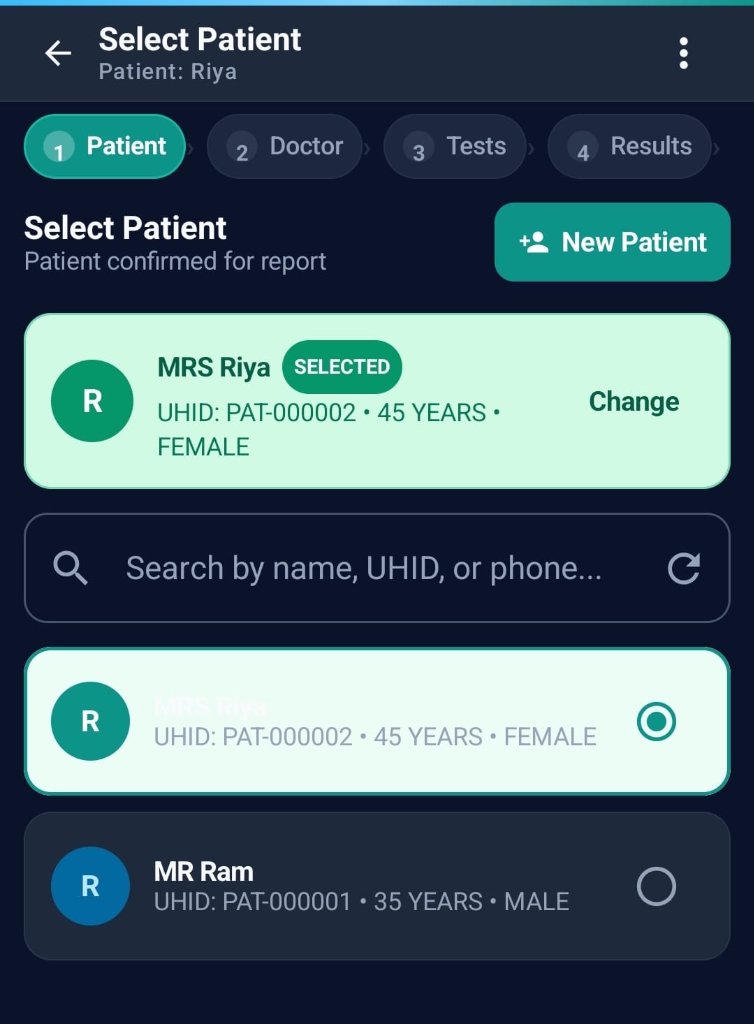 Select Patient
Patient: Riya
1 Patient
2 Doctor
3 Tests
4 Results
Select Patient
Patient confirmed for report
New Patient
R
MRS Riya SELECTED
UHID: PAT-000002 • 45 YEARS •
FEMALE
Change
Search by name, UHID, or phone...
R
MRS Riya
UHID: PAT-000002 • 45 YEARS • FEMALE
R
MR Ram
UHID: PAT-000001 • 35 YEARS • MALE